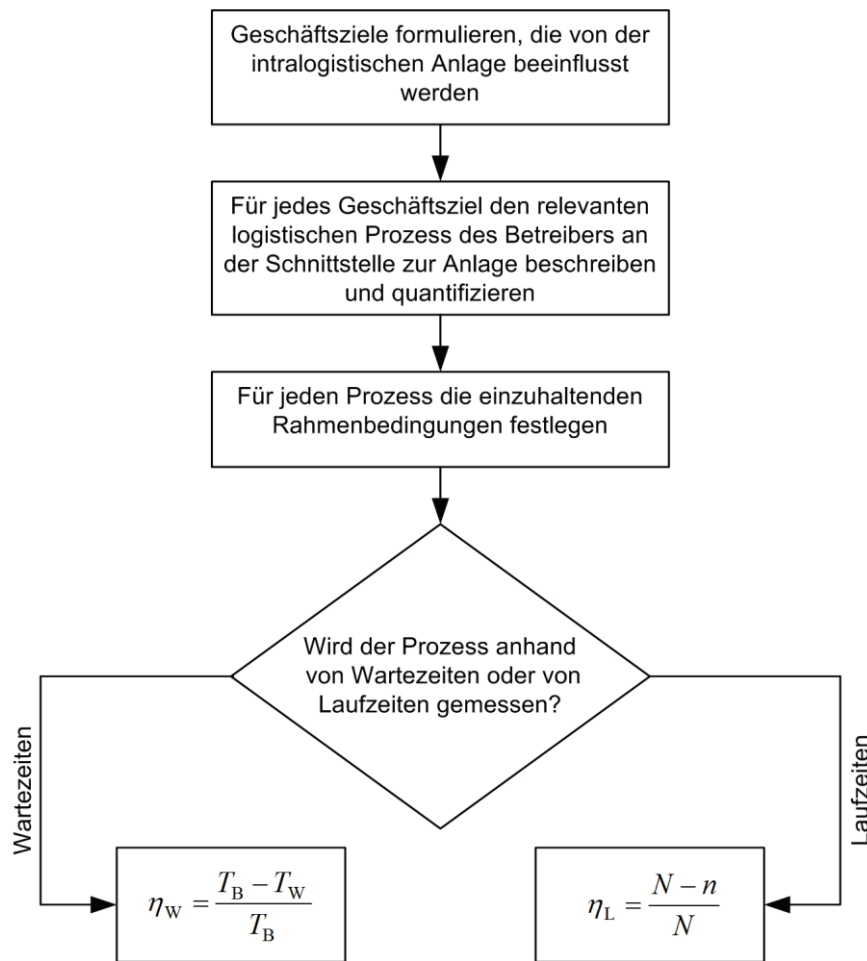 Geschäftsziele formulieren, die von der
intralogistischen Anlage beeinflusst
werden
Für jedes Geschäftsziel den relevanten
logistischen Prozess des Betreibers an
der Schnittstelle zur Anlage beschreiben
und quantifizieren
Für jeden Prozess die einzuhaltenden
Rahmenbedingungen festlegen
Wird der Prozess anhand
von Wartezeiten oder von
Laufzeiten gemessen?
Wartezeiten
Laufzeiten
η_W = (T_B − T_W) / T_B
η_L = (N − n) / N